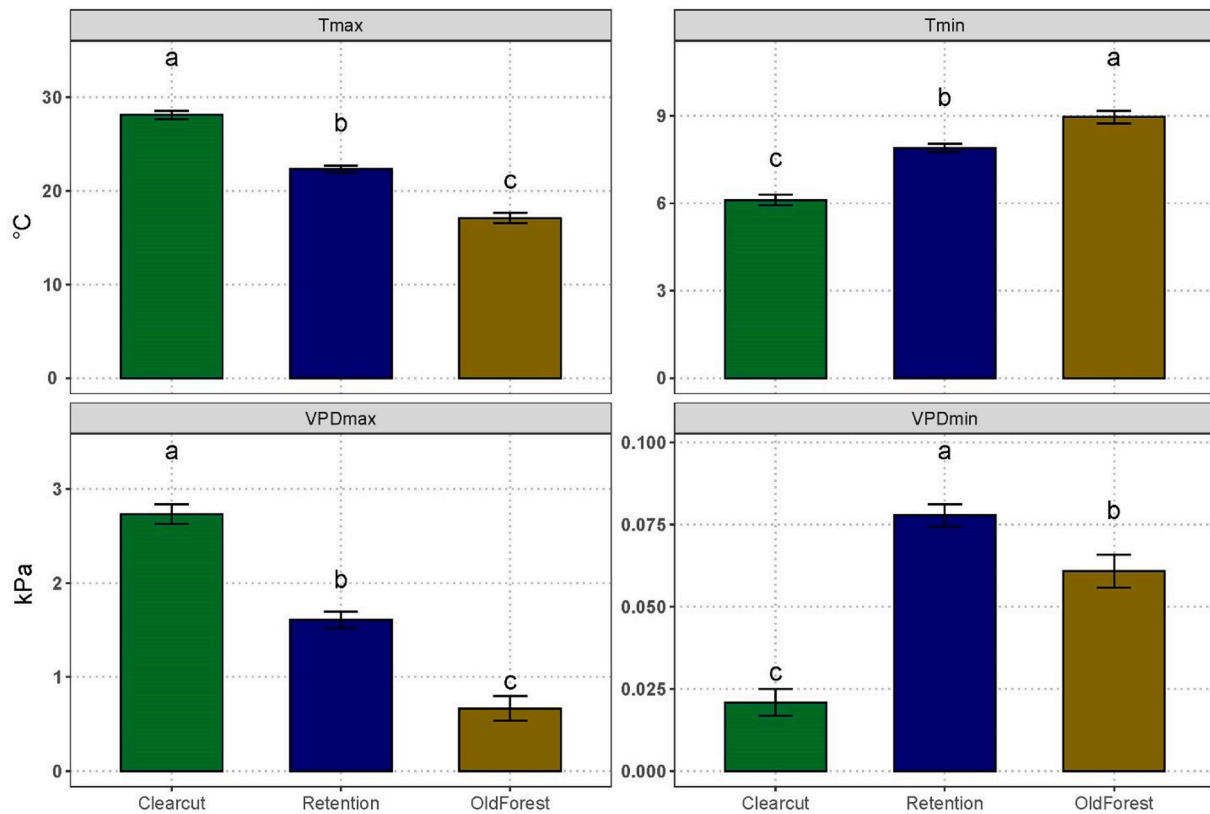 Tmax
Tmin
a
b
c
a
b
c
°C
30
20
10
0
9
6
3
0
VPDmax
VPDmin
a
b
c
a
b
c
kPa
3
2
1
0
0.100
0.075
0.050
0.025
0.000
Clearcut Retention OldForest
Clearcut Retention OldForest